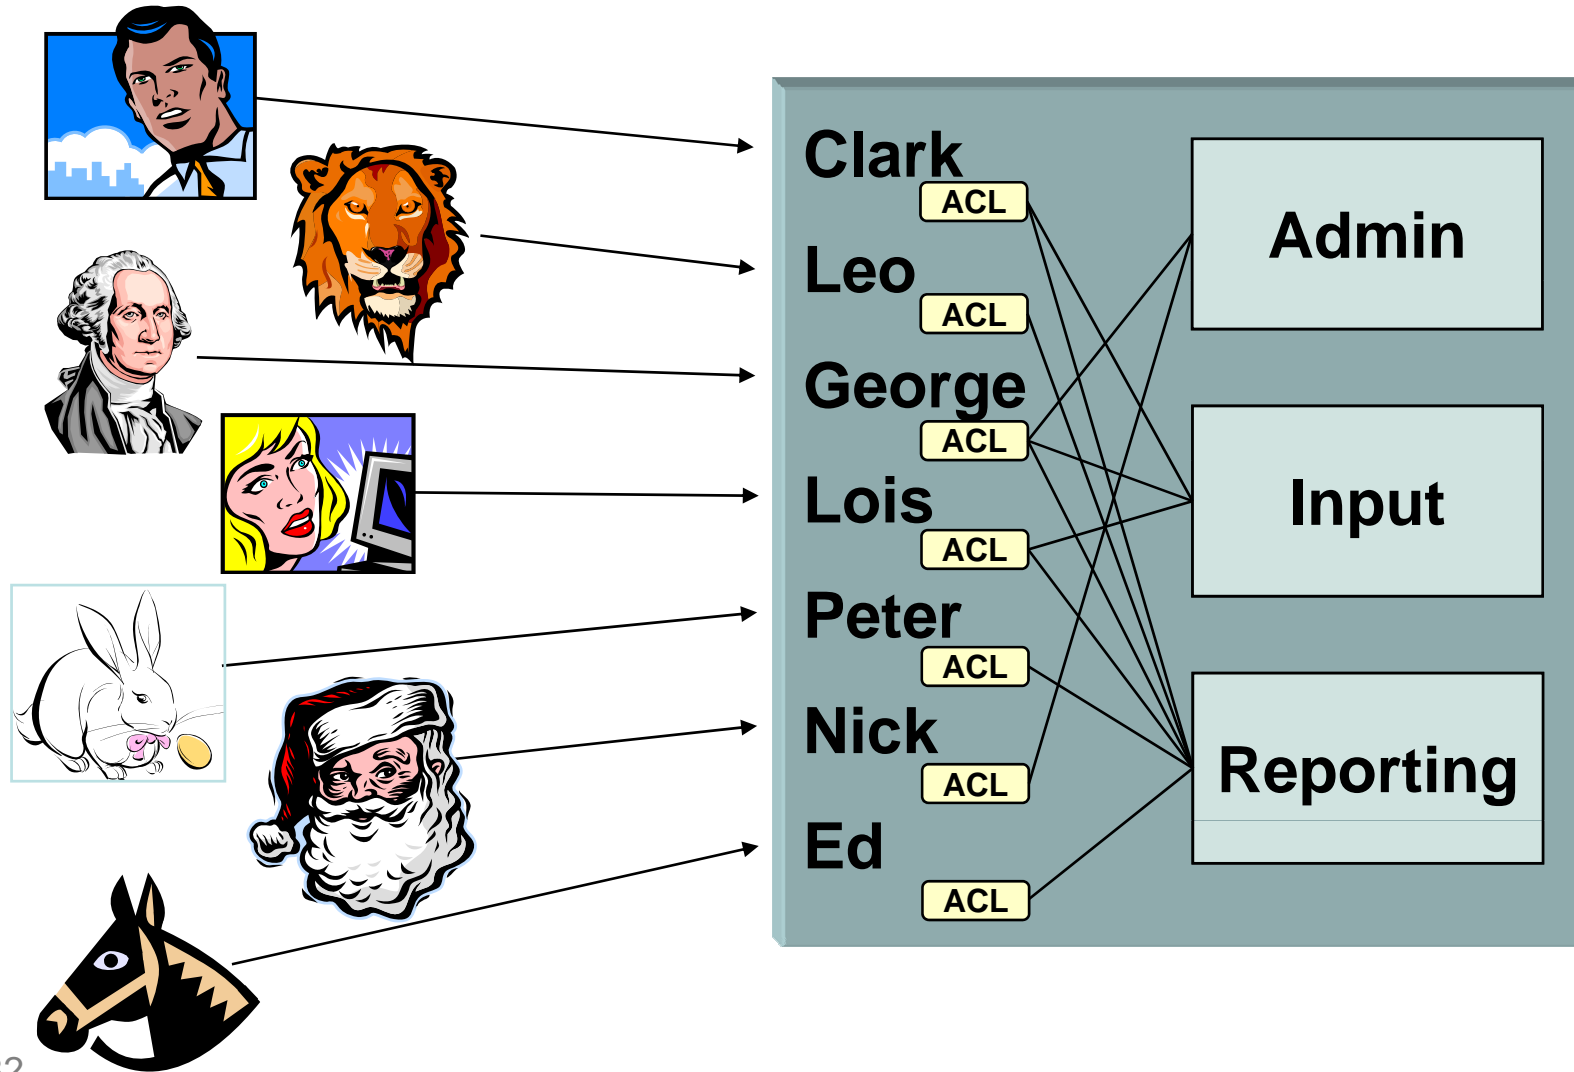 Clark
ACL
Leo
ACL
George
ACL
Lois
ACL
Peter
ACL
Nick
ACL
Ed
ACL
Admin
Input
Reporting